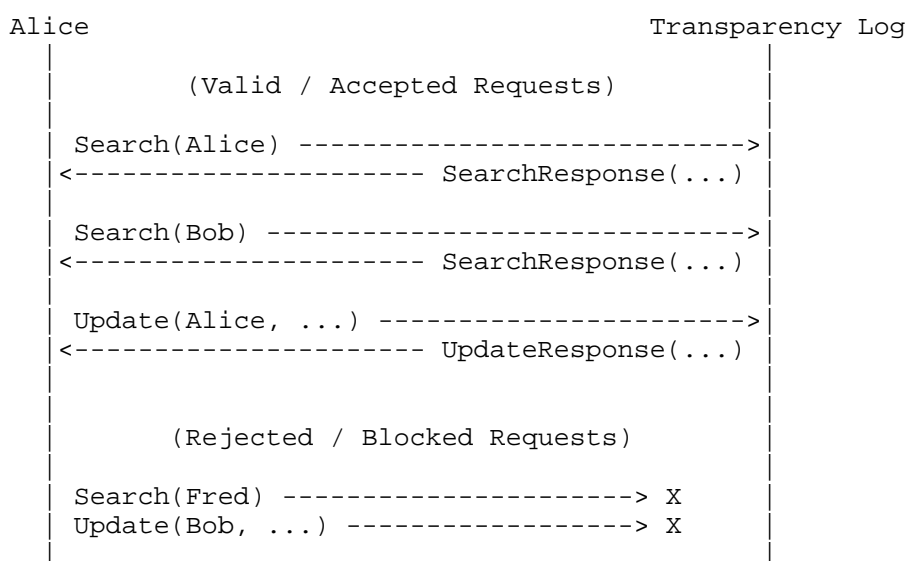 Alice                                   Transparency Log
(Valid / Accepted Requests)
Search(Alice) ---------------------------->
<---------------------- SearchResponse(...)
Search(Bob) ------------------------------>
<---------------------- SearchResponse(...)
Update(Alice, ...) ----------------------->
<---------------------- UpdateResponse(...)
(Rejected / Blocked Requests)
Search(Fred) ----------------------> X
Update(Bob, ...) ------------------> X